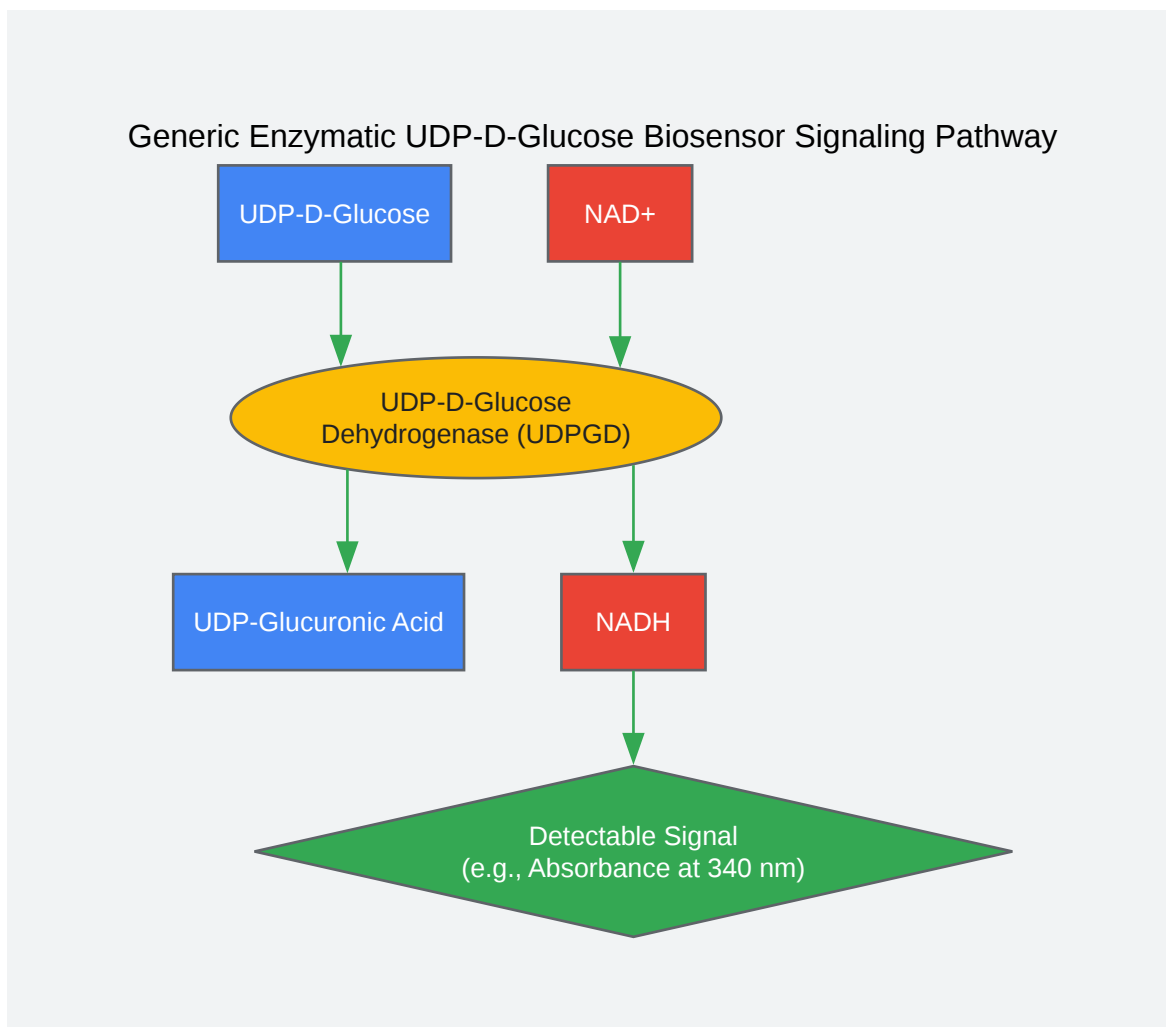 Generic Enzymatic UDP-D-Glucose Biosensor Signaling Pathway
UDP-D-Glucose
NAD+
UDP-D-Glucose
Dehydrogenase (UDPGD)
UDP-Glucuronic Acid
NADH
Detectable Signal
(e.g., Absorbance at 340 nm)